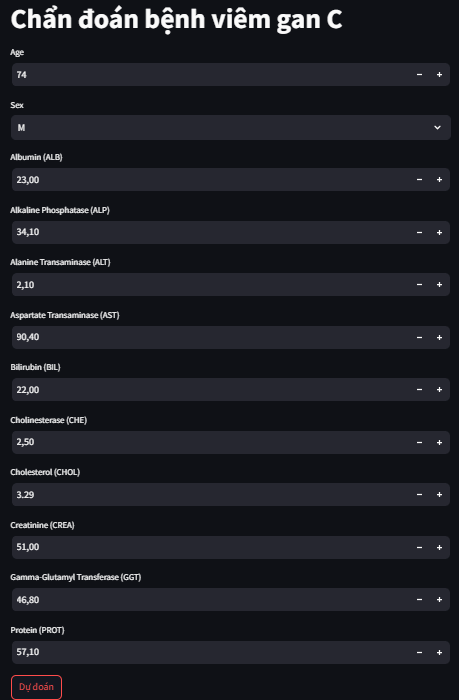 Chẩn đoán bệnh viêm gan C
Age
74
Sex
M
Albumin (ALB)
23,00
Alkaline Phosphatase (ALP)
34,10
Alanine Transaminase (ALT)
2,10
Aspartate Transaminase (AST)
90,40
Bilirubin (BIL)
22,00
Cholinesterase (CHE)
2,50
Cholesterol (CHOL)
3.29
Creatinine (CREA)
51,00
Gamma-Glutamyl Transferase (GGT)
46,80
Protein (PROT)
57,10
Dự đoán